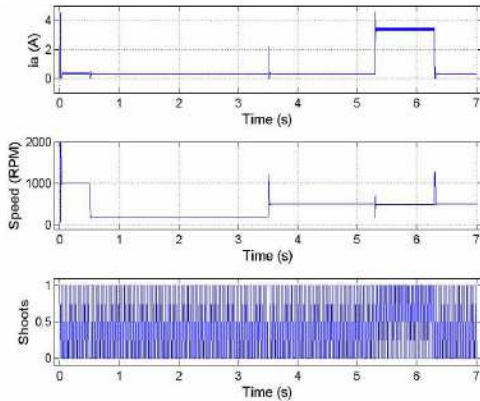 4
2
0
ia (A)
0 1 2 3 4 5 6 7
Time (s)
2000
1000
0
Speed (RPM)
0 1 2 3 4 5 6 7
Time (s)
1
0.5
0
Shoots
0 1 2 3 4 5 6 7
Time (s)